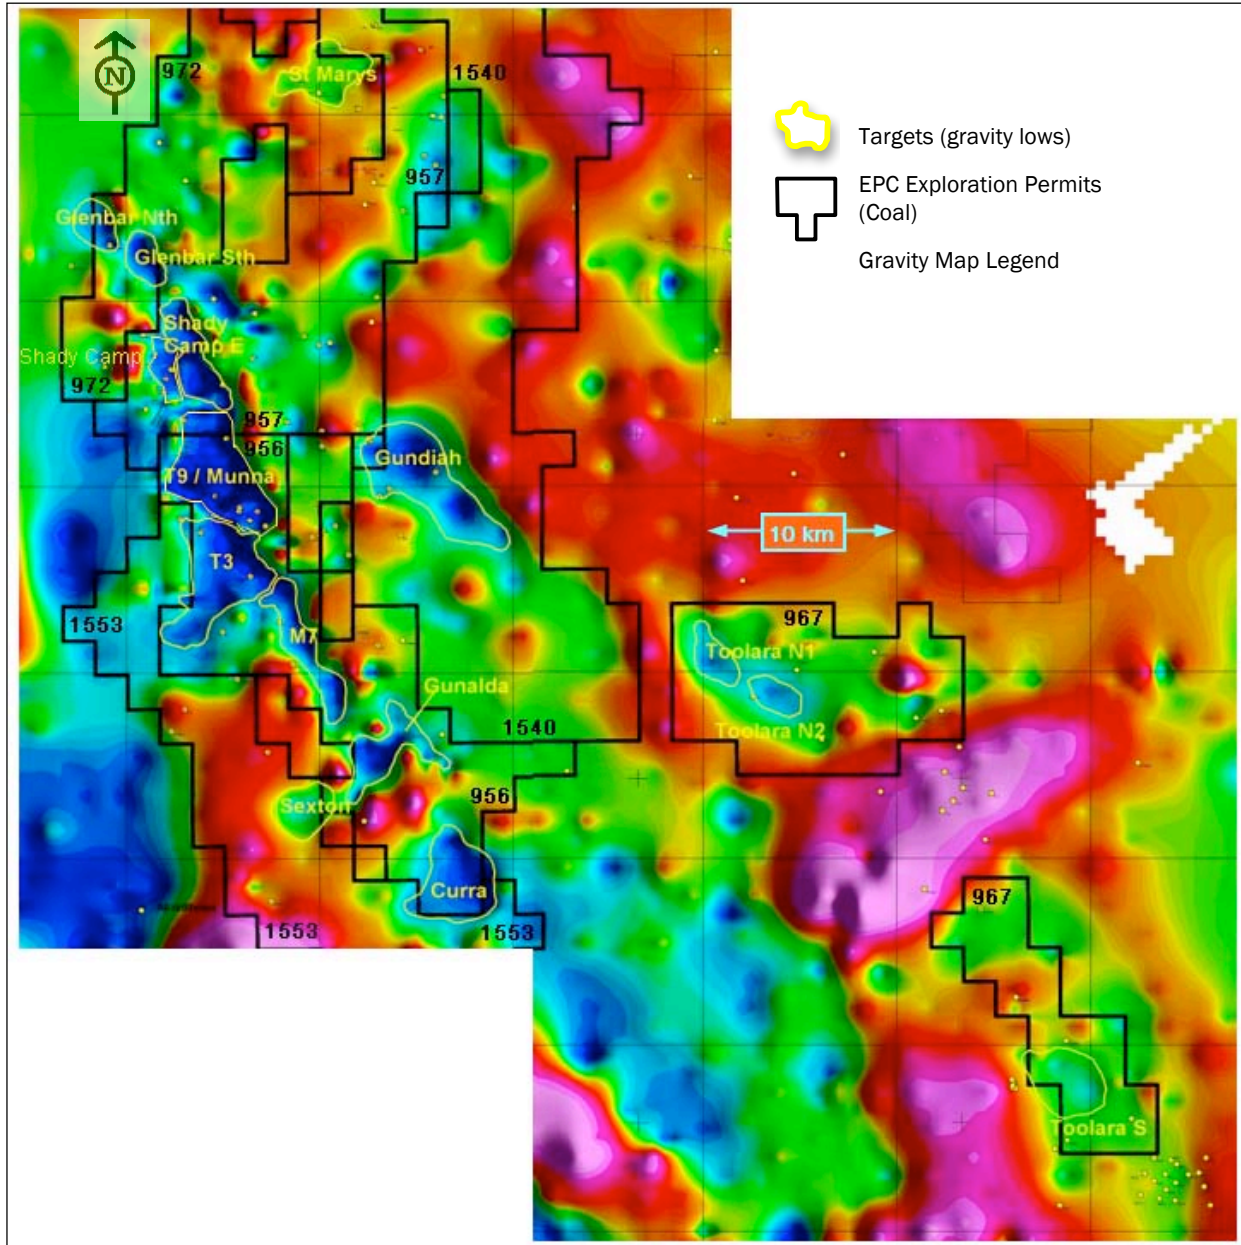 N
972
St Marys
1540
Targets (gravity lows)
957
EPC Exploration Permits
(Coal)
Glenbar Nth
Glenbar Sth
Gravity Map Legend
Shady
Camp E
Shady Camp
972
957
956
Gundiah
T9 / Munna
10 km
T3
967
1553
M7
Toolara N1
Gunalda
1540
Toolara N2
956
Sexton
Curra
967
1553
1553
Toolara S